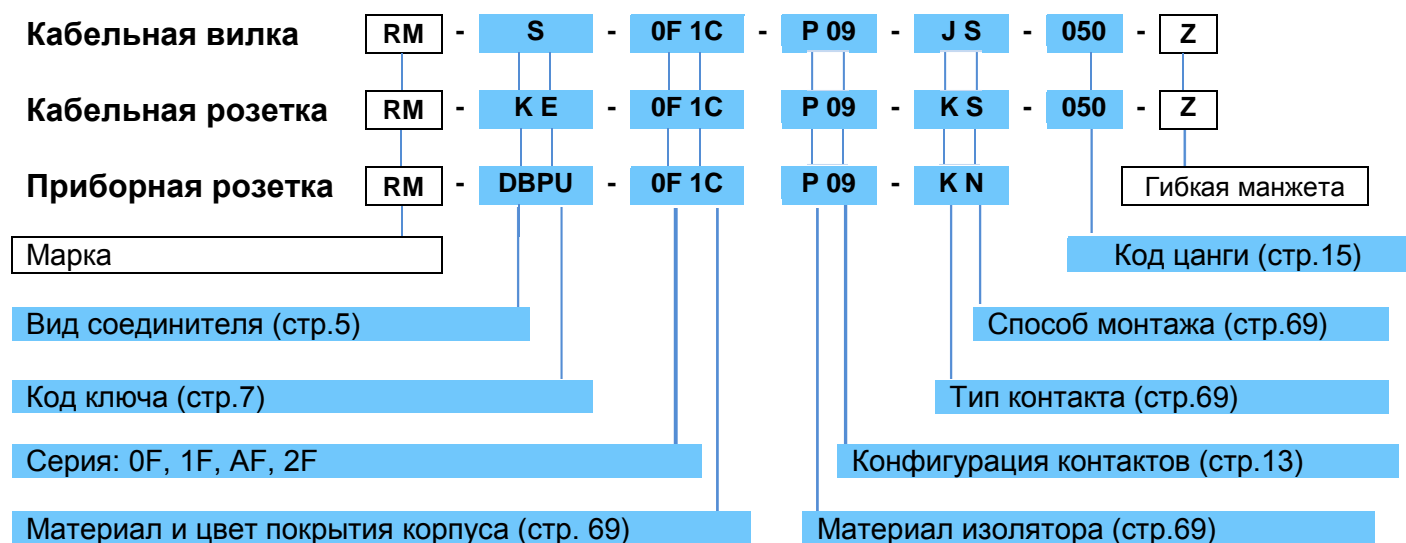 Кабельная вилка RM - S - 0F 1C - P 09 - J S - 050 - Z
Кабельная розетка RM - K E - 0F 1C P 09 - K S - 050 - Z
Приборная розетка RM - DBPU - 0F 1C P 09 - K N Гибкая манжета
Марка Код цанги (стр.15)
Вид соединителя (стр.5) Способ монтажа (стр.69)
Код ключа (стр.7) Тип контакта (стр.69)
Серия: 0F, 1F, AF, 2F Конфигурация контактов (стр.13)
Материал и цвет покрытия корпуса (стр. 69) Материал изолятора (стр.69)